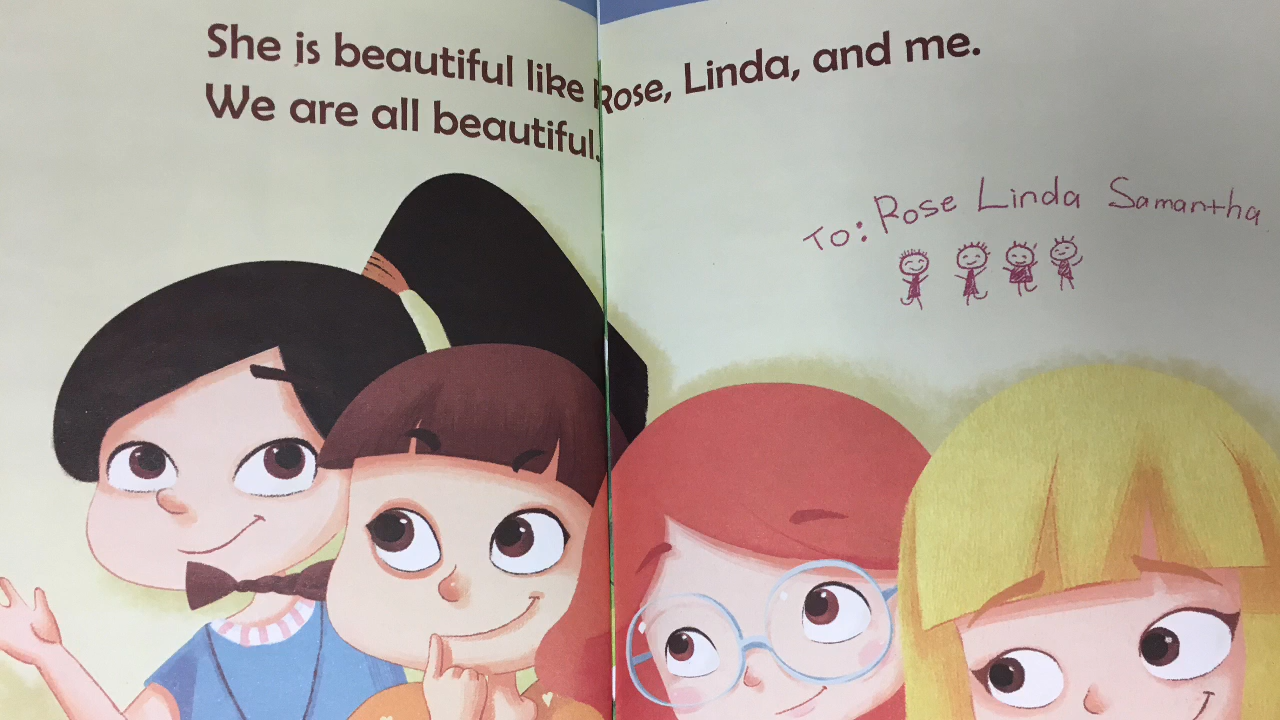 She is beautiful like Rose, Linda, and me.
We are all beautiful.
To: Rose Linda Samantha